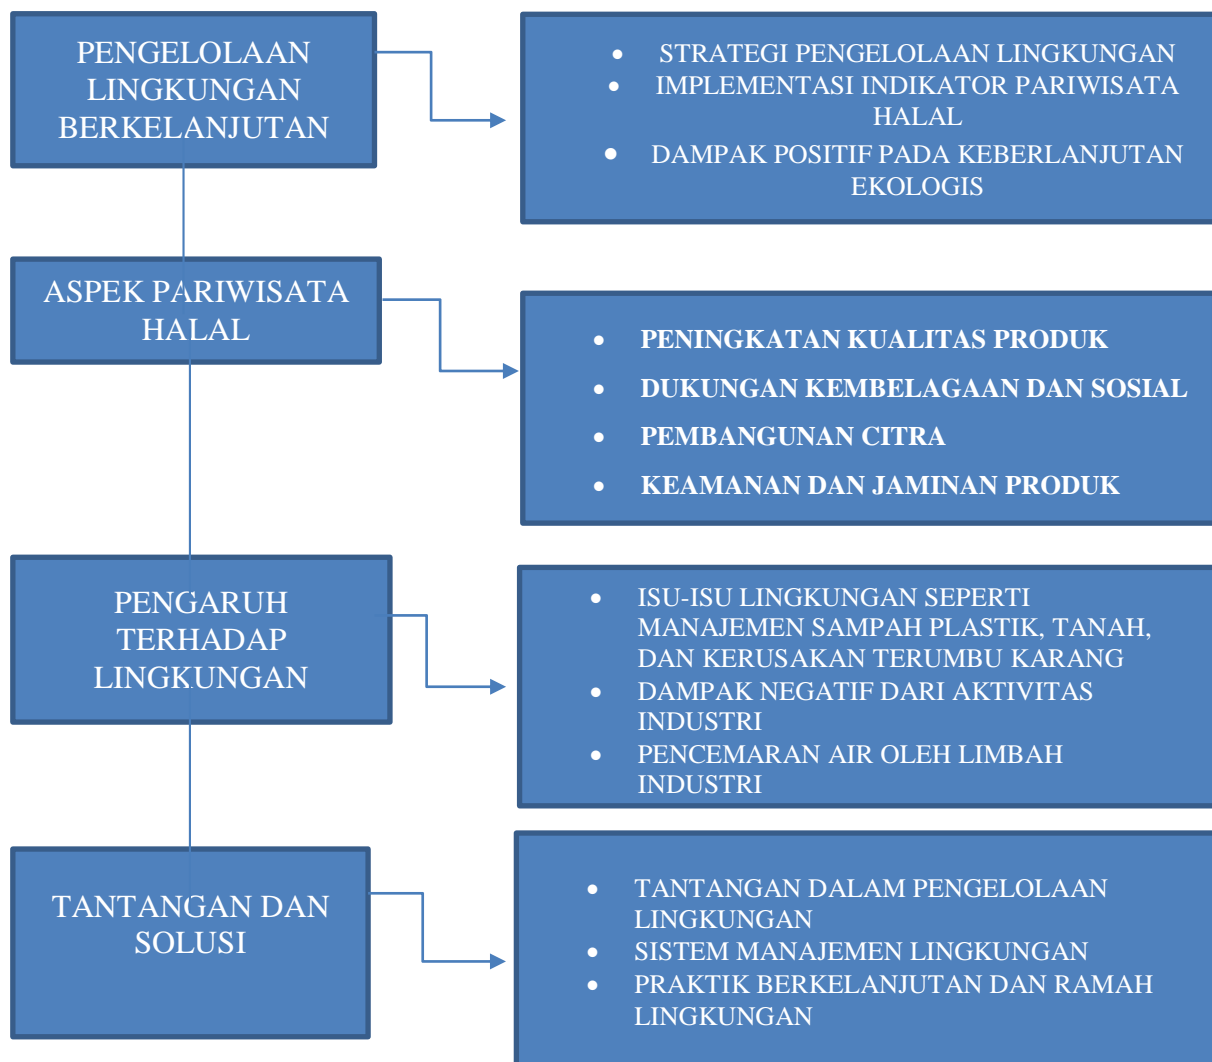 PENGELOLAAN
LINGKUNGAN
BERKELANJUTAN
• STRATEGI PENGELOLAAN LINGKUNGAN
• IMPLEMENTASI INDIKATOR PARIWISATA
HALAL
• DAMPAK POSITIF PADA KEBERLANJUTAN
EKOLOGIS
ASPEK PARIWISATA
HALAL
• PENINGKATAN KUALITAS PRODUK
• DUKUNGAN KEMBELAGAAN DAN SOSIAL
• PEMBANGUNAN CITRA
• KEAMANAN DAN JAMINAN PRODUK
PENGARUH
TERHADAP
LINGKUNGAN
• ISU-ISU LINGKUNGAN SEPERTI
MANAJEMEN SAMPAH PLASTIK, TANAH,
DAN KERUSAKAN TERUMBU KARANG
• DAMPAK NEGATIF DARI AKTIVITAS
INDUSTRI
• PENCEMARAN AIR OLEH LIMBAH
INDUSTRI
TANTANGAN DAN
SOLUSI
• TANTANGAN DALAM PENGELOLAAN
LINGKUNGAN
• SISTEM MANAJEMEN LINGKUNGAN
• PRAKTIK BERKELANJUTAN DAN RAMAH
LINGKUNGAN